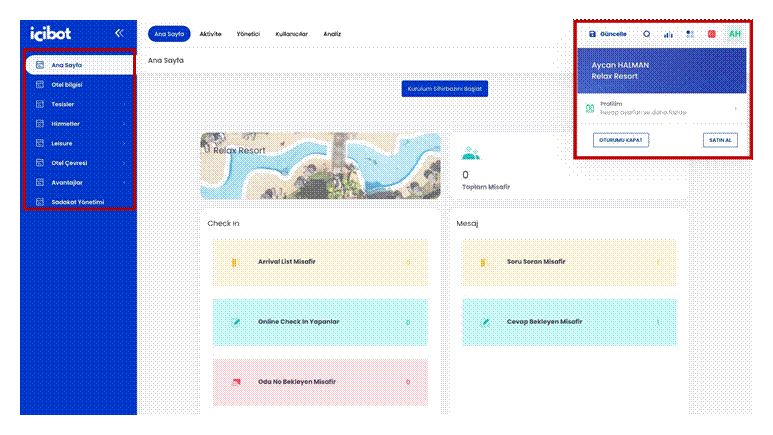 icibot
Ana Sayfa
Aktivite
Yönetici
Kullanıcılar
Analiz
Güncelle
AH
Ana Sayfa
Otel bilgisi
Tesisler
Hizmetler
Leisure
Otel Çevresi
Avantajlar
Sadakat Yönetimi
Ana Sayfa
Kurulum Sihirbazını Başlat
Aycan HALMAN
Relax Resort
Profilim
Hesap ayarları ve daha fazlası
OTURUMU KAPAT
SATIN AL
Relax Resort
0
Toplam Misafir
Check In
Arrival List Misafir
0
Online Check In Yapanlar
0
Oda No Bekleyen Misafir
0
Mesaj
Soru Soran Misafir
1
Cevap Bekleyen Misafir
1